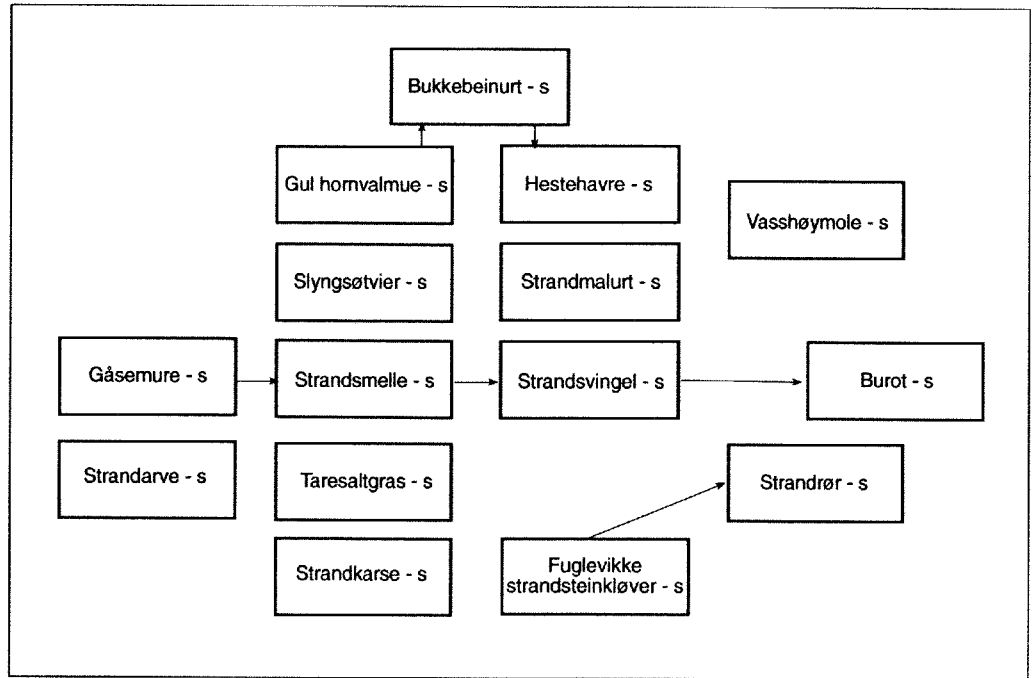 Bukkebeinurt - s
Gul hornvalmue - s
Hestehavre - s
Vasshøymole - s
Slyngsøtvier - s
Strandmalurt - s
Gåsemure - s
Strandsmelle - s
Strandsvingel - s
Burot - s
Strandarve - s
Taresaltgras - s
Strandrør - s
Strandkarse - s
Fuglevikke
strandsteinkløver - s